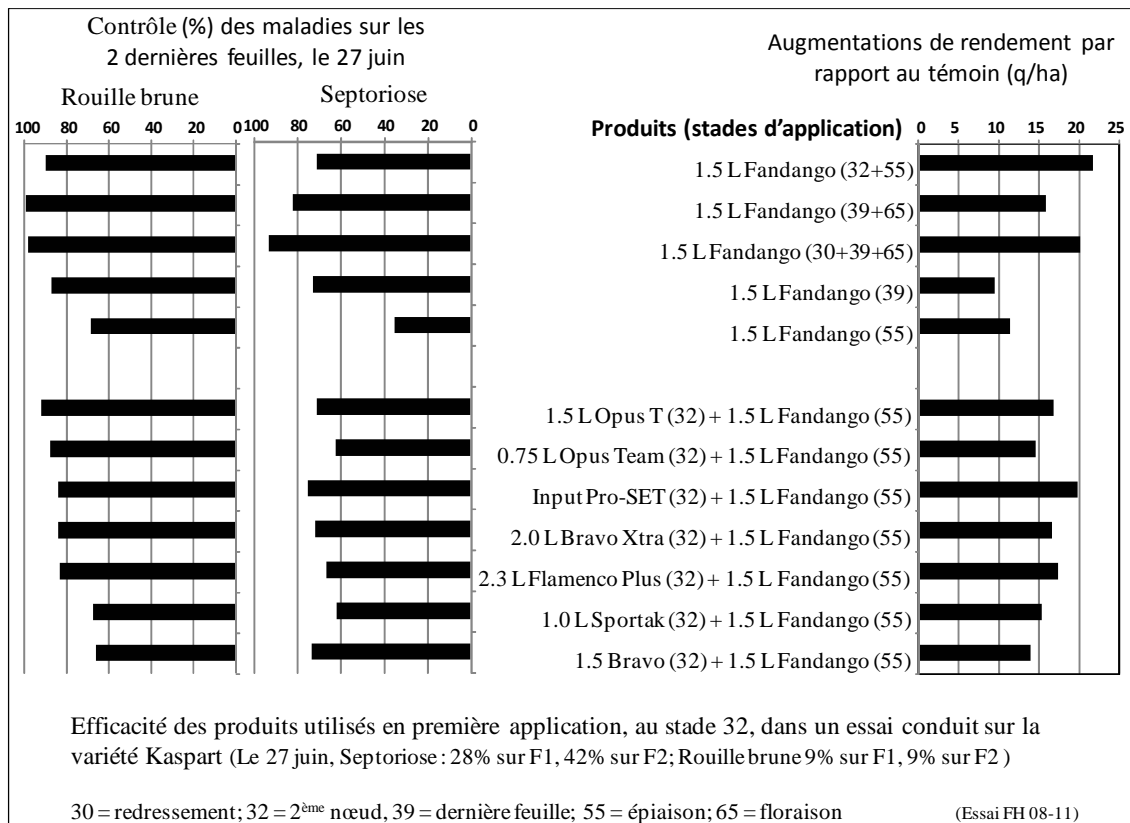 Contrôle (%) des maladies sur les
2 dernières feuilles, le 27 juin
Augmentations de rendement par
rapport au témoin (q/ha)
Rouille brune
Septoriose
100 80 60 40 20 0
100 80 60 40 20 0
Produits (stades d’application)
0 5 10 15 20 25
1.5 L Fandango (32+55)
1.5 L Fandango (39+65)
1.5 L Fandango (30+39+65)
1.5 L Fandango (39)
1.5 L Fandango (55)
1.5 L Opus T (32) + 1.5 L Fandango (55)
0.75 L Opus Team (32) + 1.5 L Fandango (55)
Input Pro-SET (32) + 1.5 L Fandango (55)
2.0 L Bravo Xtra (32) + 1.5 L Fandango (55)
2.3 L Flamenco Plus (32) + 1.5 L Fandango (55)
1.0 L Sportak (32) + 1.5 L Fandango (55)
1.5 Bravo (32) + 1.5 L Fandango (55)
Efficacité des produits utilisés en première application, au stade 32, dans un essai conduit sur la
variété Kaspart (Le 27 juin, Septoriose : 28% sur F1, 42% sur F2; Rouille brune 9% sur F1, 9% sur F2 )
30 = redressement; 32 = 2ème nœud, 39 = dernière feuille; 55 = épiaison; 65 = floraison
(Essai FH 08-11)